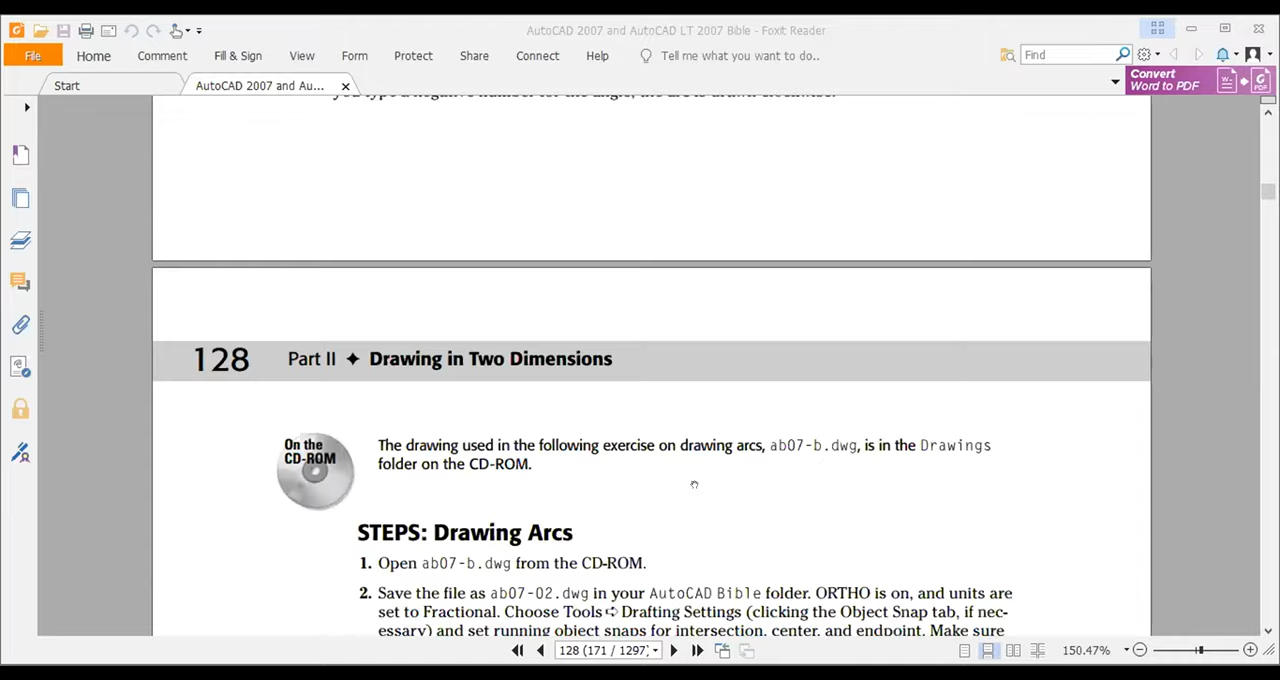 AutoCAD 2007 and AutoCAD LT 2007 Bible - Foxit Reader
File Home Comment Fill & Sign View Form Protect Share Connect Help Tell me what you want to do.. Find
Start AutoCAD 2007 and Au... Convert
Word to PDF
128 Part II ✦ Drawing in Two Dimensions
On the
CD-ROM
The drawing used in the following exercise on drawing arcs, ab07-b.dwg, is in the Drawings
folder on the CD-ROM.
STEPS: Drawing Arcs
1. Open ab07-b.dwg from the CD-ROM.
2. Save the file as ab07-02.dwg in your AutoCAD Bible folder. ORTHO is on, and units are
set to Fractional. Choose Tools ➪ Drafting Settings (clicking the Object Snap tab, if nec-
essary) and set running object snaps for intersection, center, and endpoint. Make sure
128 (171 / 1297) 150.47%